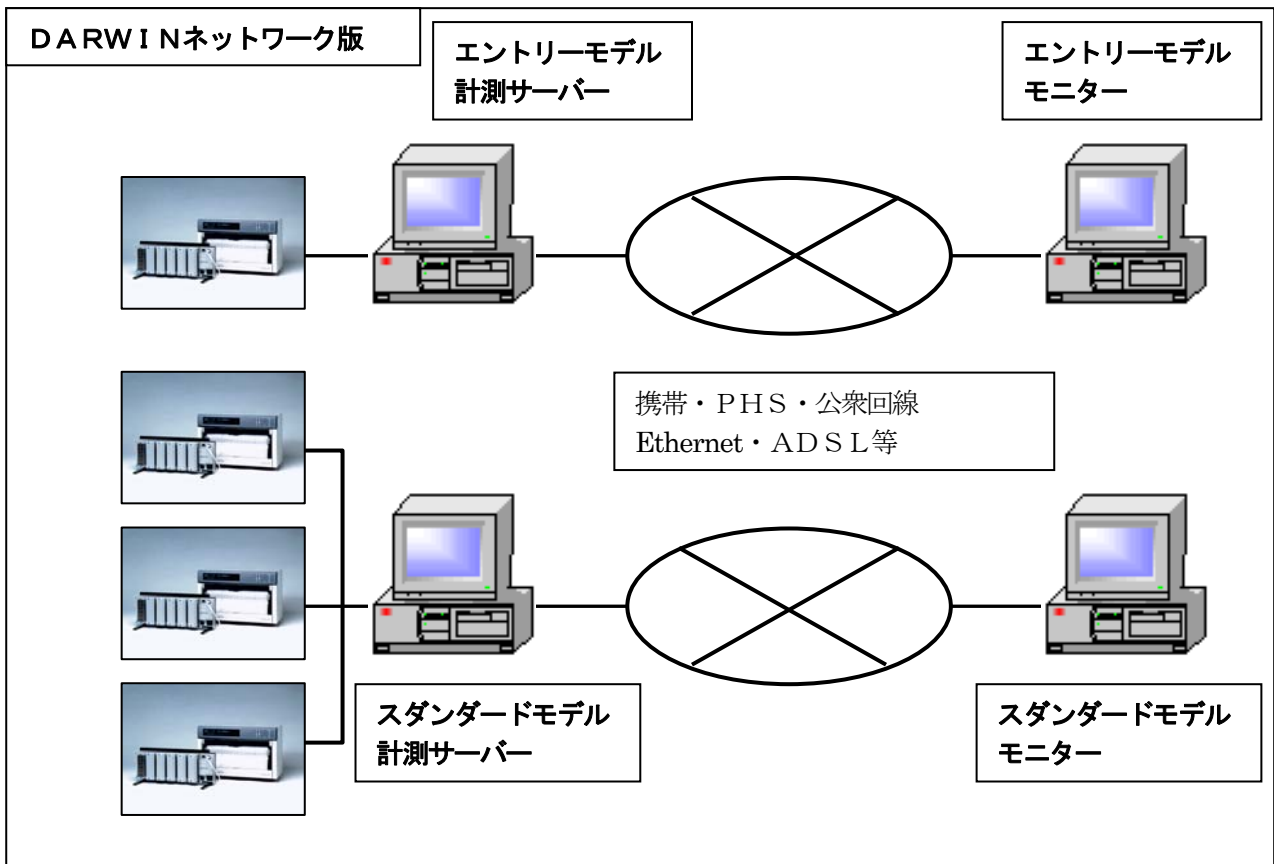 ＤＡＲＷＩＮネットワーク版
エントリーモデル
計測サーバー
エントリーモデル
モニター
携帯・ＰＨＳ・公衆回線
Ethernet・ＡＤＳＬ等
スダンダードモデル
計測サーバー
スダンダードモデル
モニター